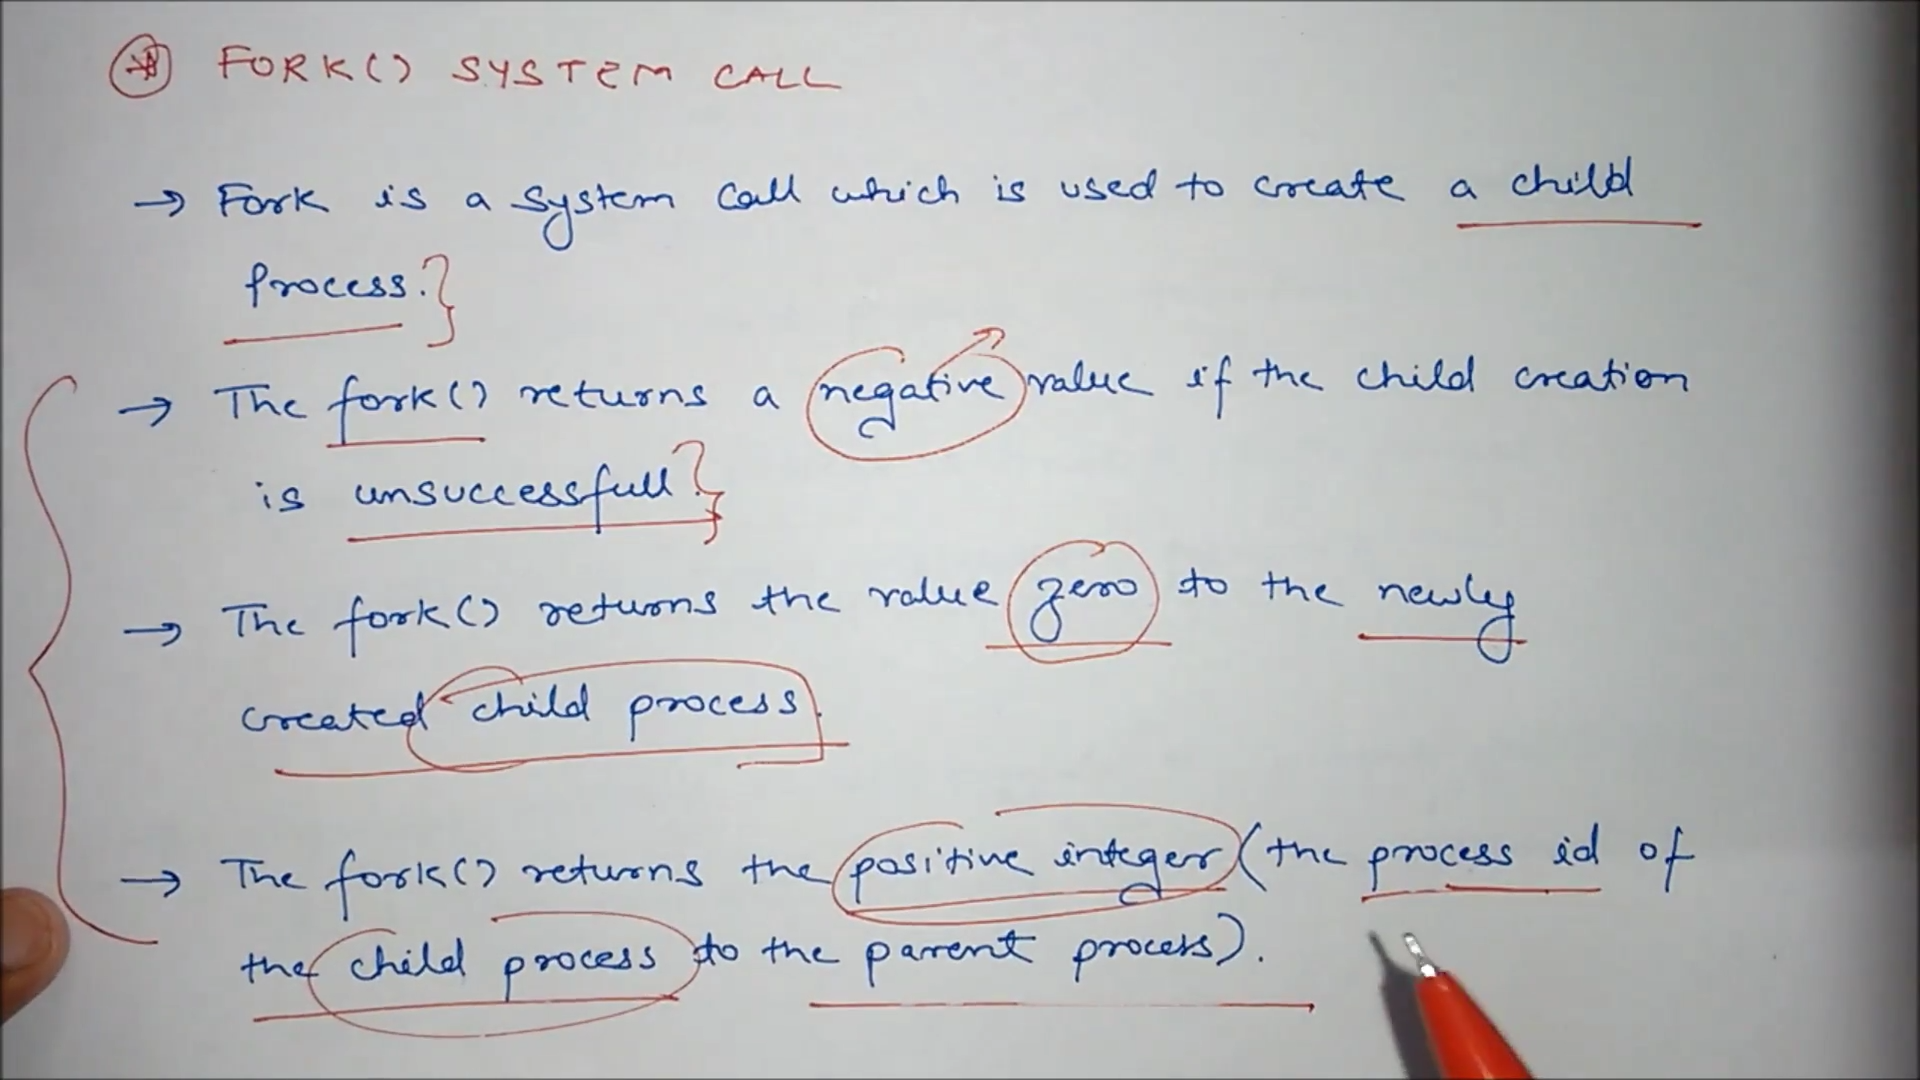 FORK() SYSTEM CALL
→ Fork is a system call which is used to create a child
process.
→ The fork() returns a negative value if the child creation
is unsuccessfull.
→ The fork() returns the value zero to the newly
created child process.
→ The fork() returns the positive integer (the process id of
the child process to the parent process).